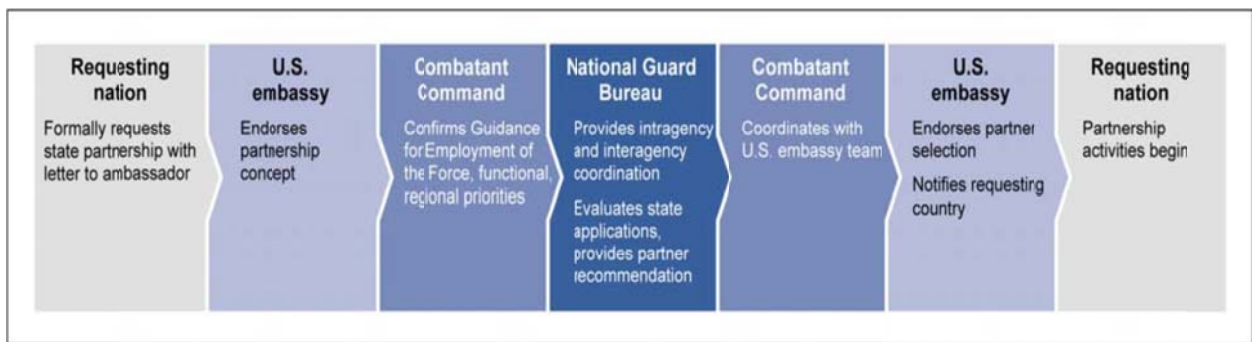 Requesting
nation
Formally requests
state partnership with
letter to ambassador
U.S.
embassy
Endorses
partnership
concept
Combatant
Command
Confirms Guidance
for Employment of
the Force, functional,
regional priorities
National Guard
Bureau
Provides intragency
and interagency
coordination
Evaluates state
applications,
provides partner
recommendation
Combatant
Command
Coordinates with
U.S. embassy team
U.S.
embassy
Endorses partner
selection
Notifies requesting
country
Requesting
nation
Partnership
activities begin